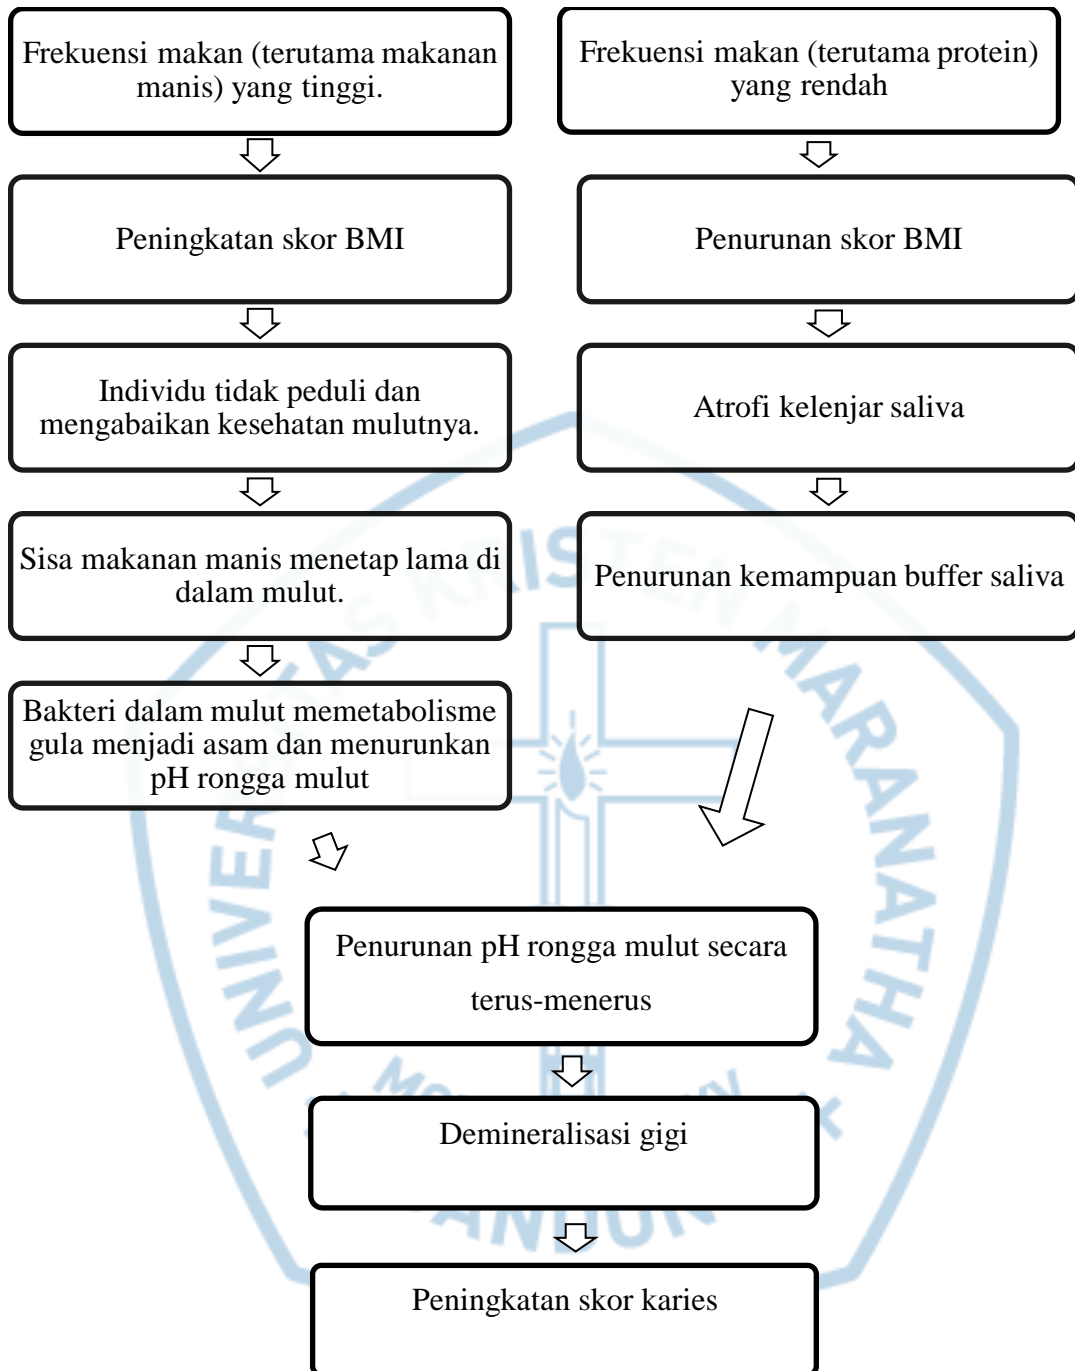 Frekuensi makan (terutama makanan
manis) yang tinggi.
Peningkatan skor BMI
Individu tidak peduli dan
mengabaikan kesehatan mulutnya.
Sisa makanan manis menetap lama di
dalam mulut.
Bakteri dalam mulut memetabolisme
gula menjadi asam dan menurunkan
pH rongga mulut
Frekuensi makan (terutama protein)
yang rendah
Penurunan skor BMI
Atrofi kelenjar saliva
Penurunan kemampuan buffer saliva
Penurunan pH rongga mulut secara
terus-menerus
Demineralisasi gigi
Peningkatan skor karies
UNIVERSITAS KRISTEN MARANATHA